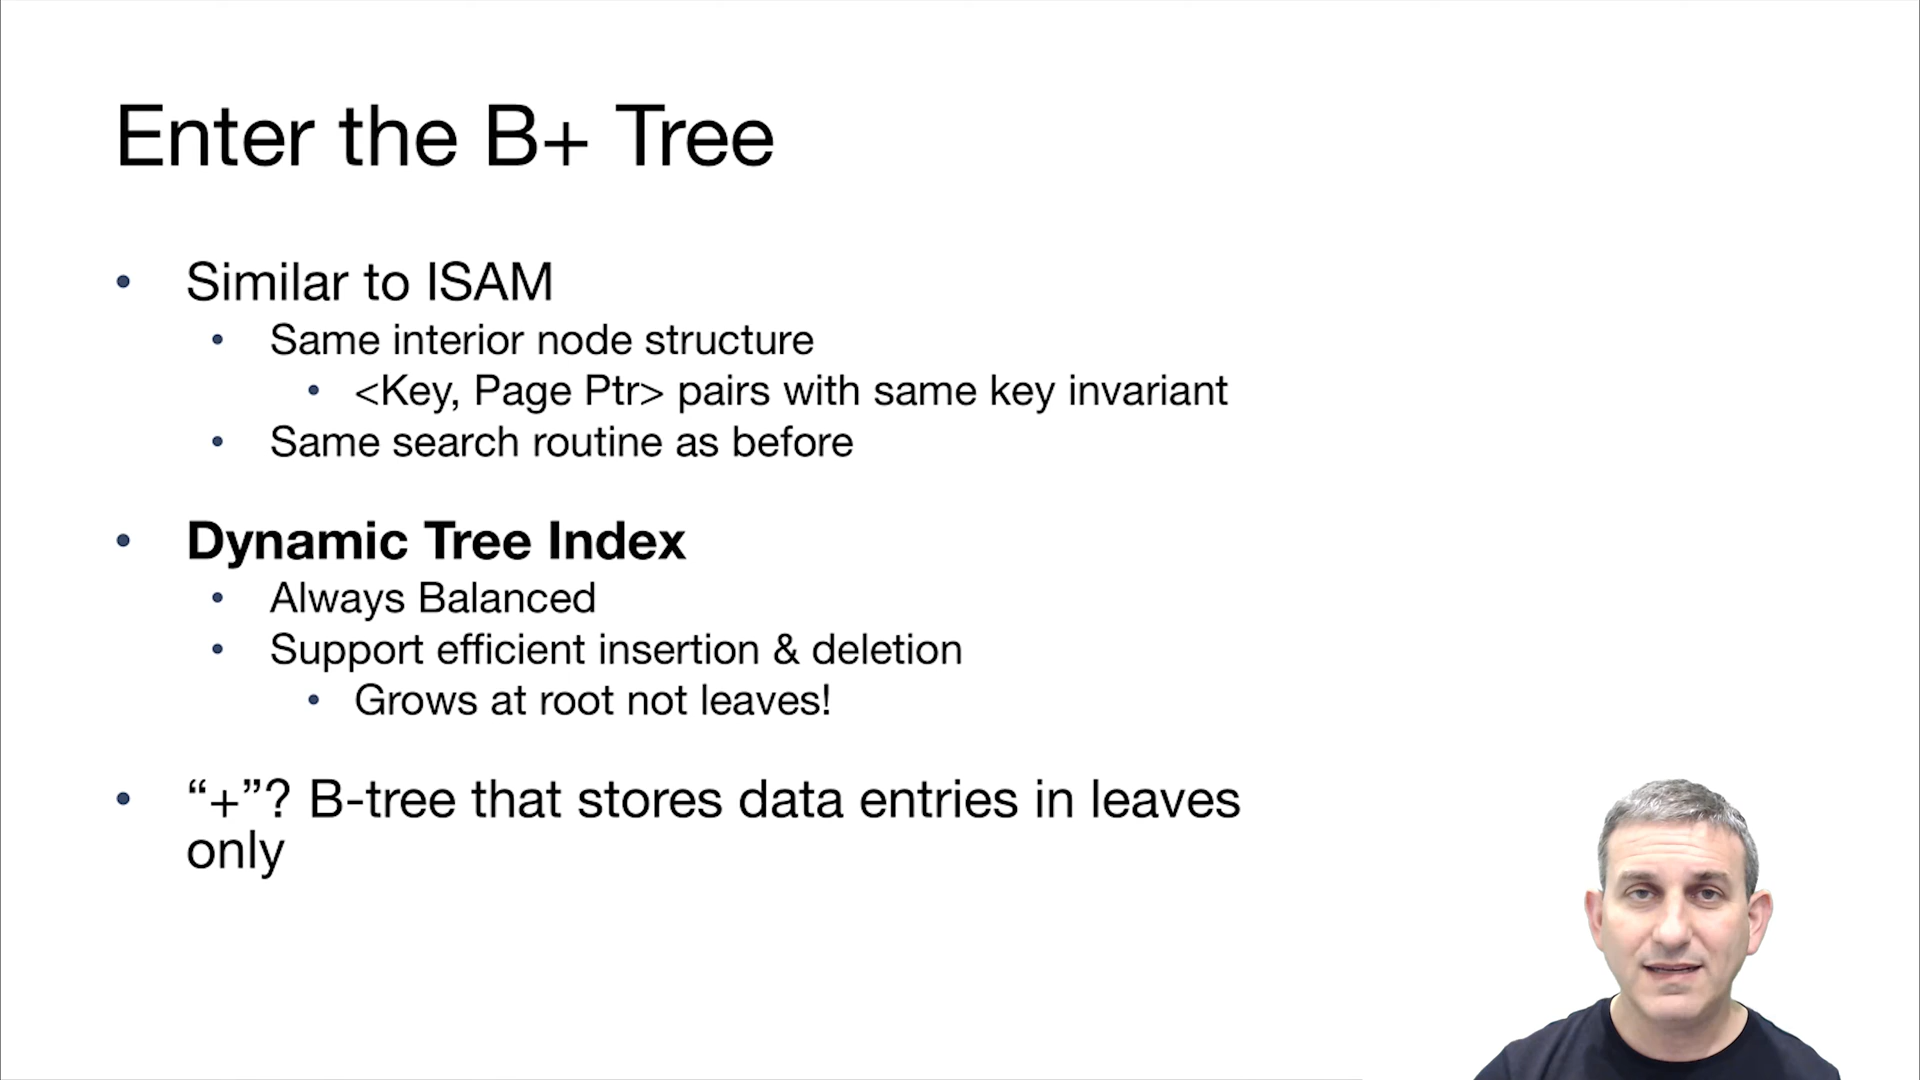 Enter the B+ Tree
• Similar to ISAM
• Same interior node structure
• <Key, Page Ptr> pairs with same key invariant
• Same search routine as before
• Dynamic Tree Index
• Always Balanced
• Support efficient insertion & deletion
• Grows at root not leaves!
• “+”? B-tree that stores data entries in leaves
only